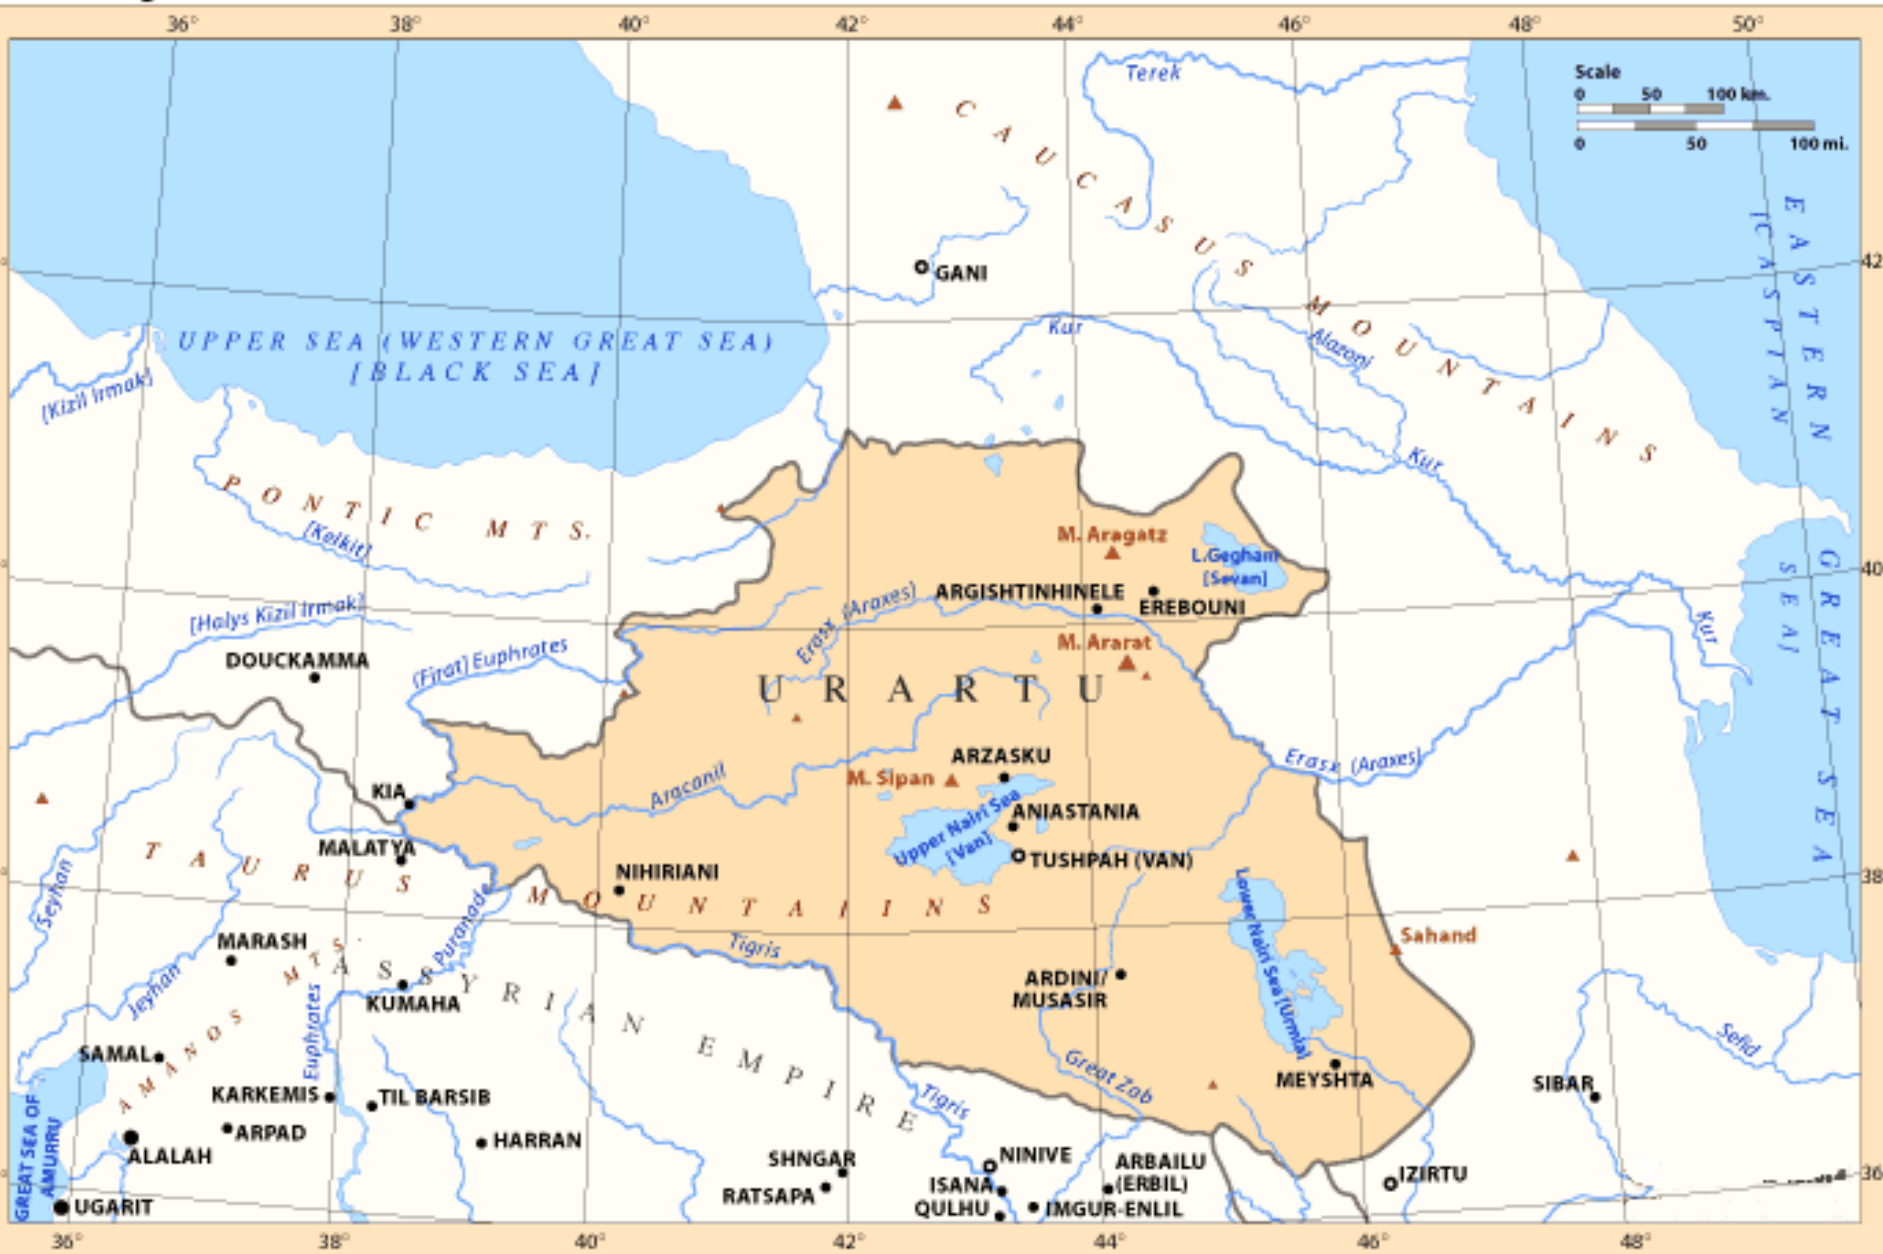 36° 38° 40° 42° 44° 46° 48° 50°
Terek
Scale
0 50 100 km.
0 50 100 mi.
CAUCASUS MOUNTAINS
GANI
EASTERN GREAT SEA
[CASPIAN SEA]
42
UPPER SEA (WESTERN GREAT SEA)
[BLACK SEA]
Kur
Alazani
[Kizil Irmak]
Kur
PONTIC MTS.
[Kelkit]
M. Aragatz
L.Gegham
[Sevan]
40
ARGISHTINHINELE
EREBOUNI
Erasx (Araxes)
[Halys Kizil Irmak]
Kur
DOUCKAMMA
(Firat) Euphrates
M. Ararat
URARTU
ARZASKU
Erasx (Araxes)
M. Sipan
Aracanil
KIA
Upper Nairi Sea
[Van]
ANIASTANIA
MALATYA
TUSHPAH (VAN)
NIHIRIANI
TAURUS MOUNTAIINS
38
Seyhan
Puranade
Lower Nairi Sea [Urmia]
MARASH
Tigris
Sahand
ASSYRIAN EMPIRE
ARDINI/
MUSASIR
KUMAHA
Jeyhan
AMANOS MTS.
Euphrates
Sefid
SAMAL
Great Zab
MEYSHTA
SIBAR
KARKEMIS
TIL BARSIB
Tigris
GREAT SEA OF
AMURRU
ARPAD
HARRAN
ALALAH
SHNGAR
NINIVE
ARBAILU
(ERBIL)
IZIRTU
36
RATSAPA
ISANA
UGARIT
QULHU
IMGUR-ENLIL
36° 38° 40° 42° 44° 46° 48°